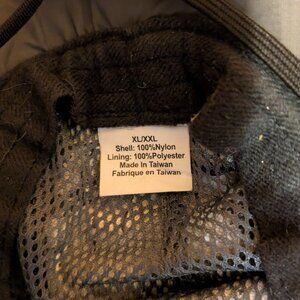 XL/XXL
Shell: 100%Nylon
Lining: 100%Polyester
Made In Taiwan
Fabrique en Taiwan